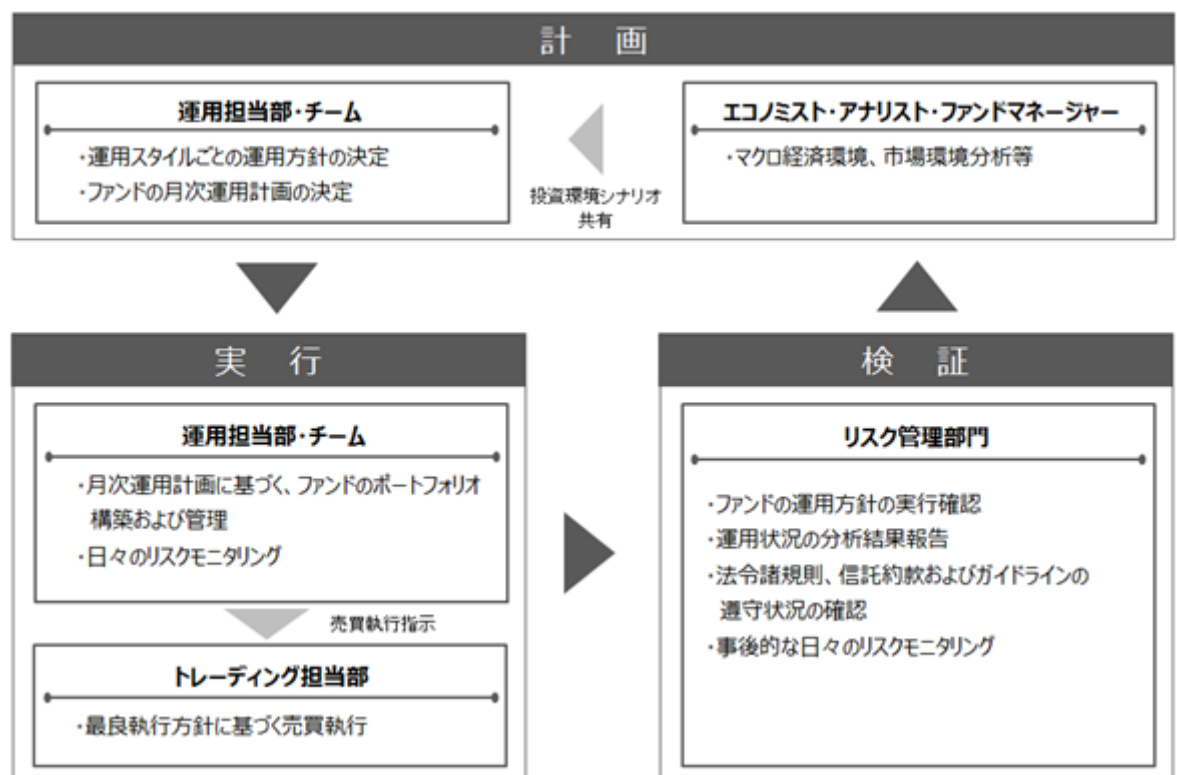 計 画
運用担当部・チーム
・運用スタイルごとの運用方針の決定
・ファンドの月次運用計画の決定
投資環境シナリオ
共有
エコノミスト・アナリスト・ファンドマネージャー
・マクロ経済環境、市場環境分析等
実 行
運用担当部・チーム
・月次運用計画に基づく、ファンドのポートフォリオ
構築および管理
・日々のリスクモニタリング
売買執行指示
トレーディング担当部
・最良執行方針に基づく売買執行
検 証
リスク管理部門
・ファンドの運用方針の実行確認
・運用状況の分析結果報告
・法令諸規則、信託約款およびガイドラインの
遵守状況の確認
・事後的な日々のリスクモニタリング